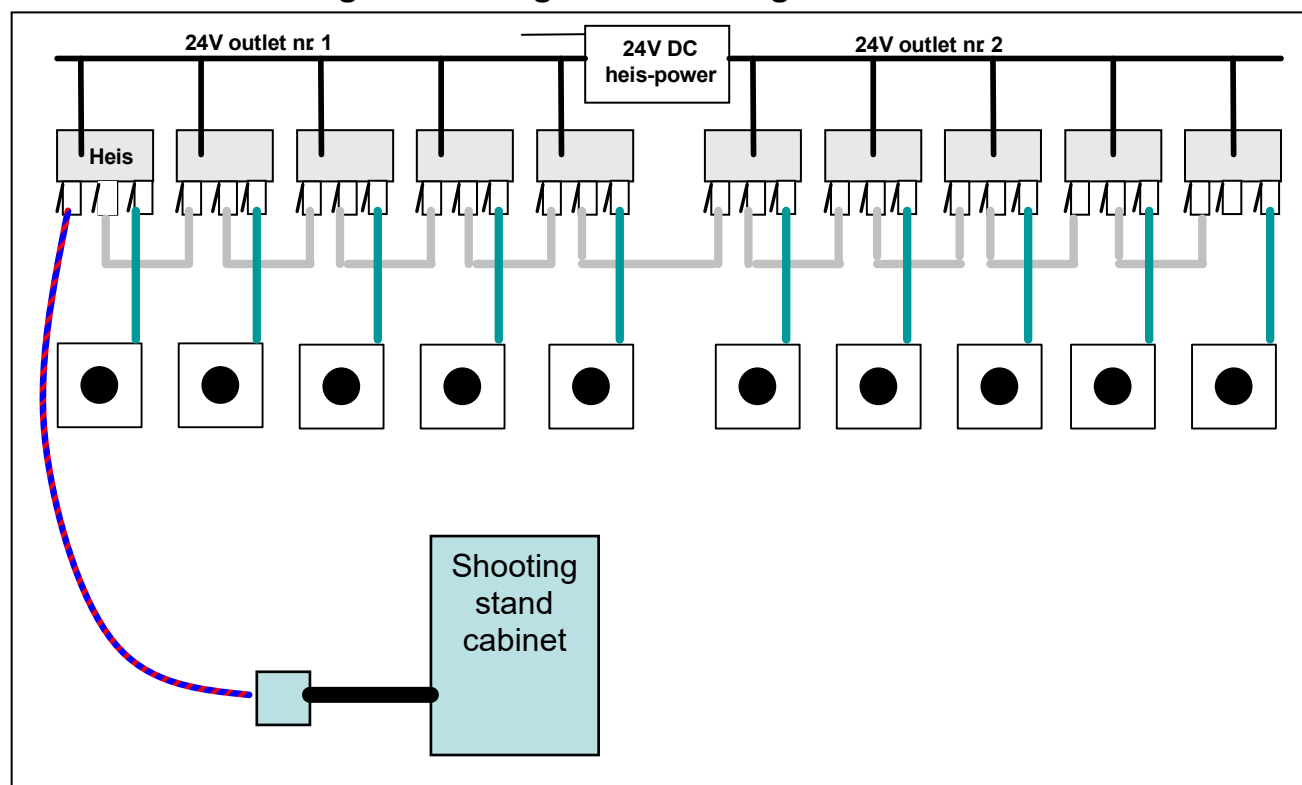 24V outlet nr. 1
24V DC
heis-power
24V outlet nr. 2
Heis
Shooting
stand
cabinet